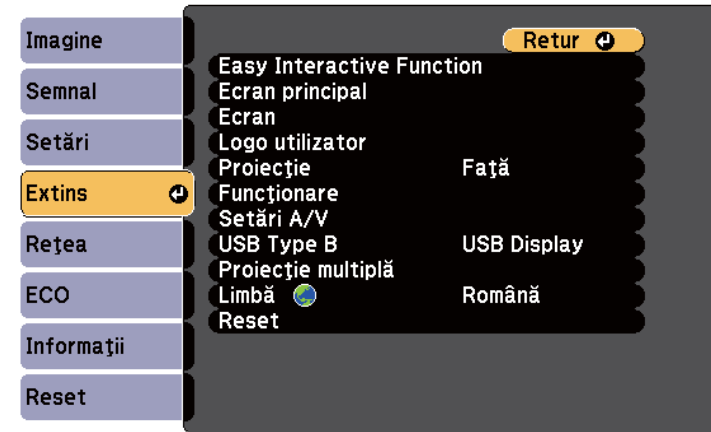 Imagine
Semnal
Setări
Extins
Reţea
ECO
Informaţii
Reset
Retur
Easy Interactive Function
Ecran principal
Ecran
Logo utilizator
Proiecţie Faţă
Funcţionare
Setări A/V
USB Type B USB Display
Proiecţie multiplă
Limbă Română
Reset